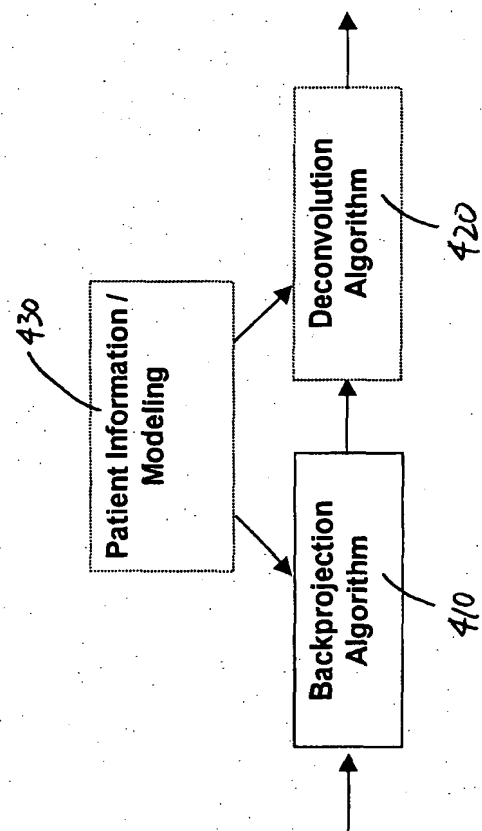 430
Patient Information /
Modeling
Backprojection
Algorithm
410
Deconvolution
Algorithm
420